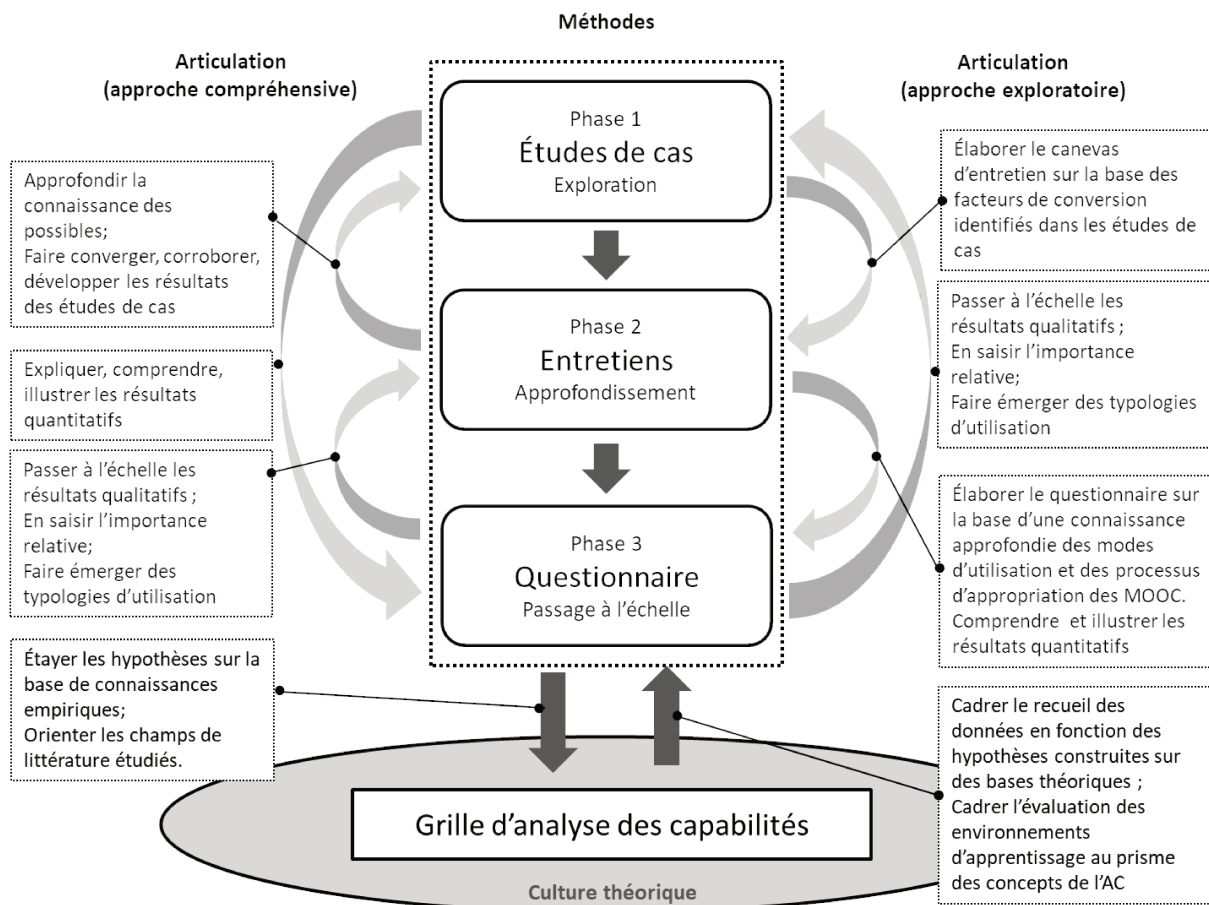 Méthodes
Articulation
(approche compréhensive)
Articulation
(approche exploratoire)
Phase 1
Études de cas
Exploration
Phase 2
Entretiens
Approfondissement
Phase 3
Questionnaire
Passage à l'échelle
Approfondir la
connaissance des
possibles;
Faire converger, corroborer,
développer les résultats
des études de cas
Expliquer, comprendre,
illustrer les résultats
quantitatifs
Passer à l'échelle les
résultats qualitatifs ;
En saisir l'importance
relative;
Faire émerger des
typologies d'utilisation
Étayer les hypothèses sur la
base de connaissances
empiriques;
Orienter les champs de
littérature étudiés.
Élaborer le canevas
d'entretien sur la base des
facteurs de conversion
identifiés dans les études de
cas
Passer à l'échelle les
résultats qualitatifs ;
En saisir l'importance
relative;
Faire émerger des typologies
d'utilisation
Élaborer le questionnaire sur
la base d'une connaissance
approfondie des modes
d'utilisation et des processus
d'appropriation des MOOC.
Comprendre et illustrer les
résultats quantitatifs
Cadrer le recueil des
données en fonction des
hypothèses construites sur
des bases théoriques ;
Cadrer l'évaluation des
environnements
d'apprentissage au prisme
des concepts de l'AC
Grille d'analyse des capabilités
Culture théorique